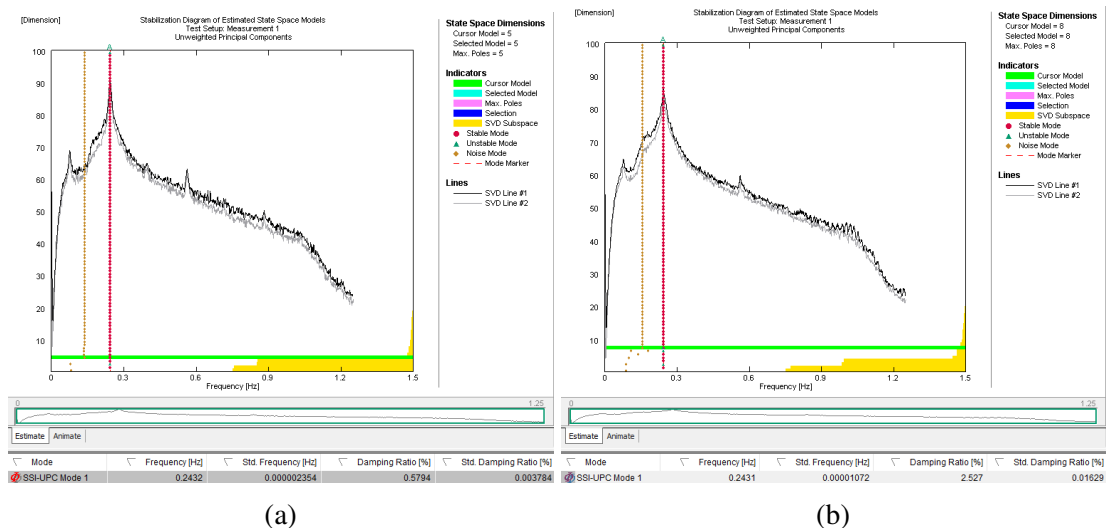 [Dimension]
Stabilization Diagram of Estimated State Space Models
Test Setup: Measurement 1
Unweighted Principal Components
100
90
80
70
60
50
40
30
20
10
0
0.3
0.6
0.9
1.2
1.5
Frequency [Hz]
State Space Dimensions
Cursor Model = 5
Selected Model = 5
Max. Poles = 5
Indicators
Cursor Model
Selected Model
Max. Poles
Selection
SVD Subspace
Stable Mode
Unstable Mode
Noise Mode
Mode Marker
Lines
SVD Line #1
SVD Line #2
0
1.25
Estimate Animate
Mode Frequency [Hz] Std. Frequency [Hz] Damping Ratio [%] Std. Damping Ratio [%]
SSI-UPC Mode 1 0.2432 0.000002354 0.5794 0.003784
(a)
[Dimension]
Stabilization Diagram of Estimated State Space Models
Test Setup: Measurement 1
Unweighted Principal Components
100
90
80
70
60
50
40
30
20
10
0
0.3
0.6
0.9
1.2
1.5
Frequency [Hz]
State Space Dimensions
Cursor Model = 8
Selected Model = 8
Max. Poles = 8
Indicators
Cursor Model
Selected Model
Max. Poles
Selection
SVD Subspace
Stable Mode
Unstable Mode
Noise Mode
Mode Marker
Lines
SVD Line #1
SVD Line #2
0
1.25
Estimate Animate
Mode Frequency [Hz] Std. Frequency [Hz] Damping Ratio [%] Std. Damping Ratio [%]
SSI-UPC Mode 1 0.2431 0.00001072 2.527 0.01629
(b)